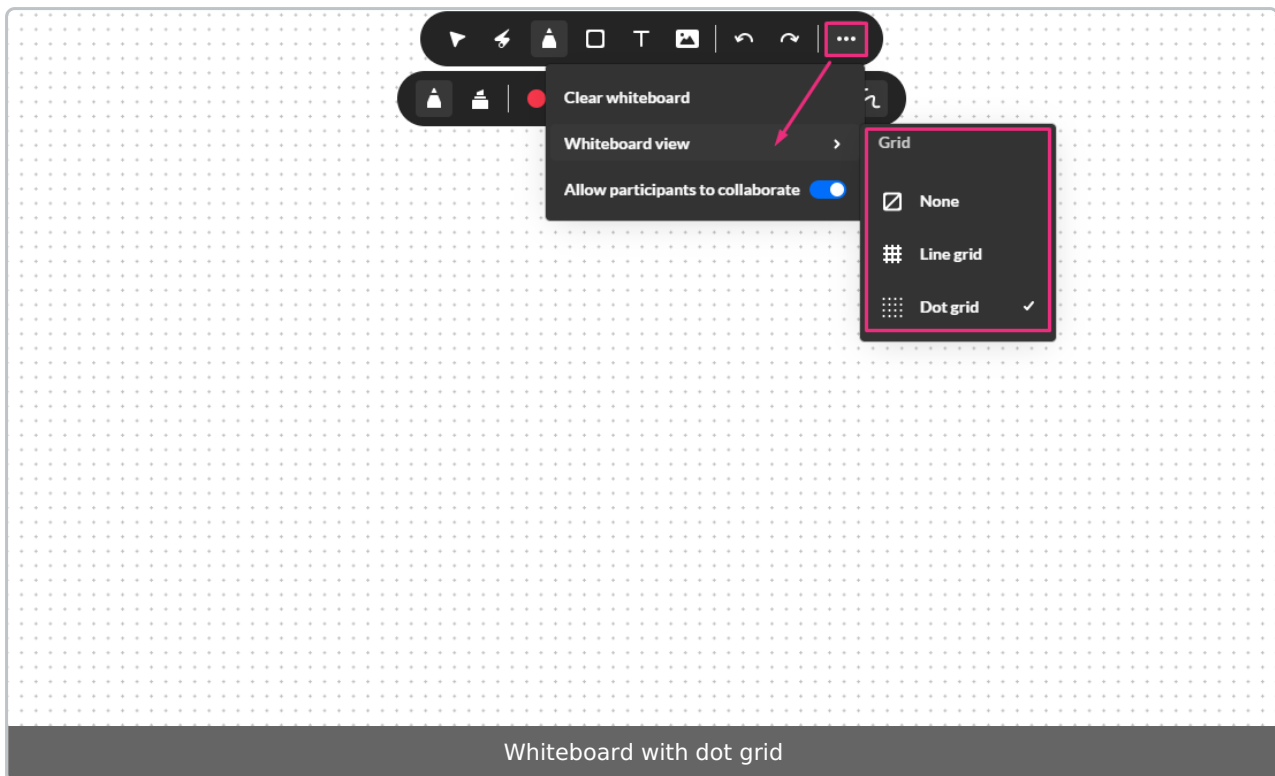 T
Clear whiteboard
Whiteboard view
Allow participants to collaborate
Grid
None
Line grid
Dot grid
Whiteboard with dot grid